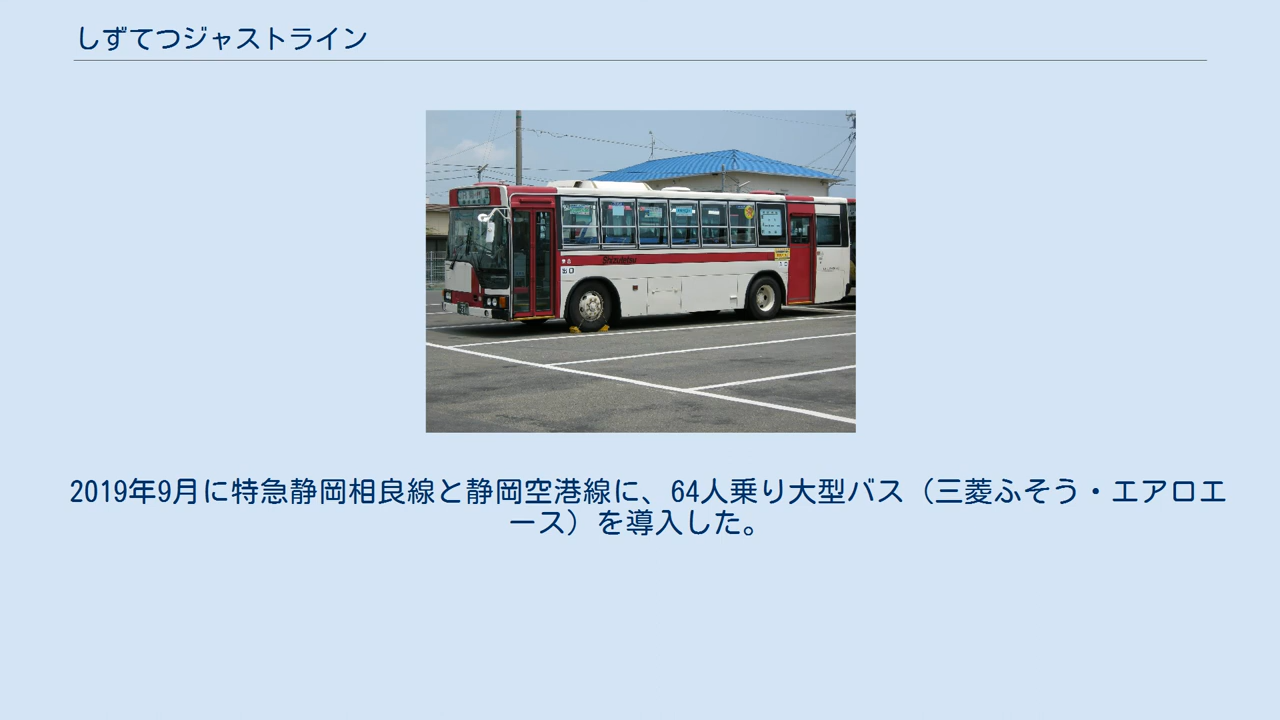 しずてつジャストライン
Shizutetsu
出口
2019年9月に特急静岡相良線と静岡空港線に、64人乗り大型バス（三菱ふそう・エアロエ
ース）を導入した。